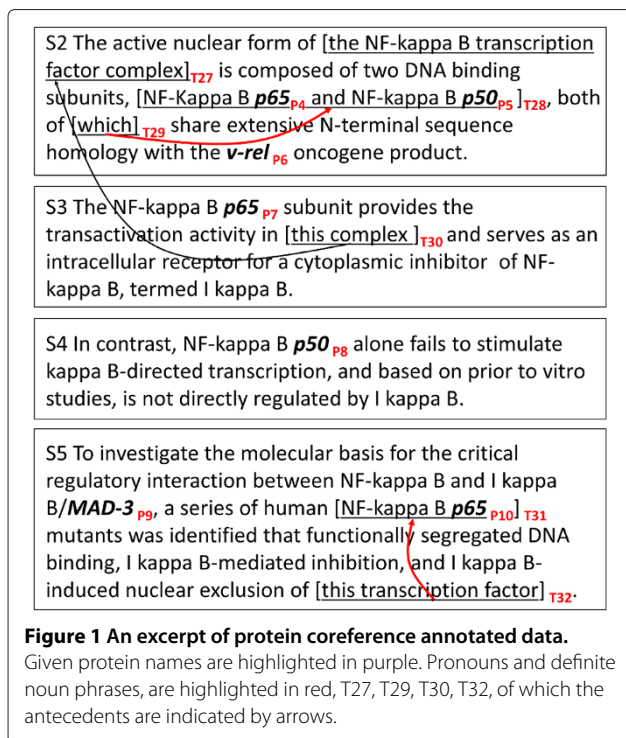 S2 The active nuclear form of [the NF-kappa B transcription
factor complex]T27 is composed of two DNA binding
subunits, [NF-Kappa B p65P4 and NF-kappa B p50P5 ]T28, both
of [which]T29 share extensive N-terminal sequence
homology with the v-rel P6 oncogene product.
S3 The NF-kappa B p65 P7 subunit provides the
transactivation activity in [this complex ]T30 and serves as an
intracellular receptor for a cytoplasmic inhibitor of NF-
kappa B, termed I kappa B.
S4 In contrast, NF-kappa B p50 P8 alone fails to stimulate
kappa B-directed transcription, and based on prior to vitro
studies, is not directly regulated by I kappa B.
S5 To investigate the molecular basis for the critical
regulatory interaction between NF-kappa B and I kappa
B/MAD-3 P9, a series of human [NF-kappa B p65 P10] T31
mutants was identified that functionally segregated DNA
binding, I kappa B-mediated inhibition, and I kappa B-
induced nuclear exclusion of [this transcription factor] T32.
Figure 1 An excerpt of protein coreference annotated data.
Given protein names are highlighted in purple. Pronouns and definite
noun phrases, are highlighted in red, T27, T29, T30, T32, of which the
antecedents are indicated by arrows.